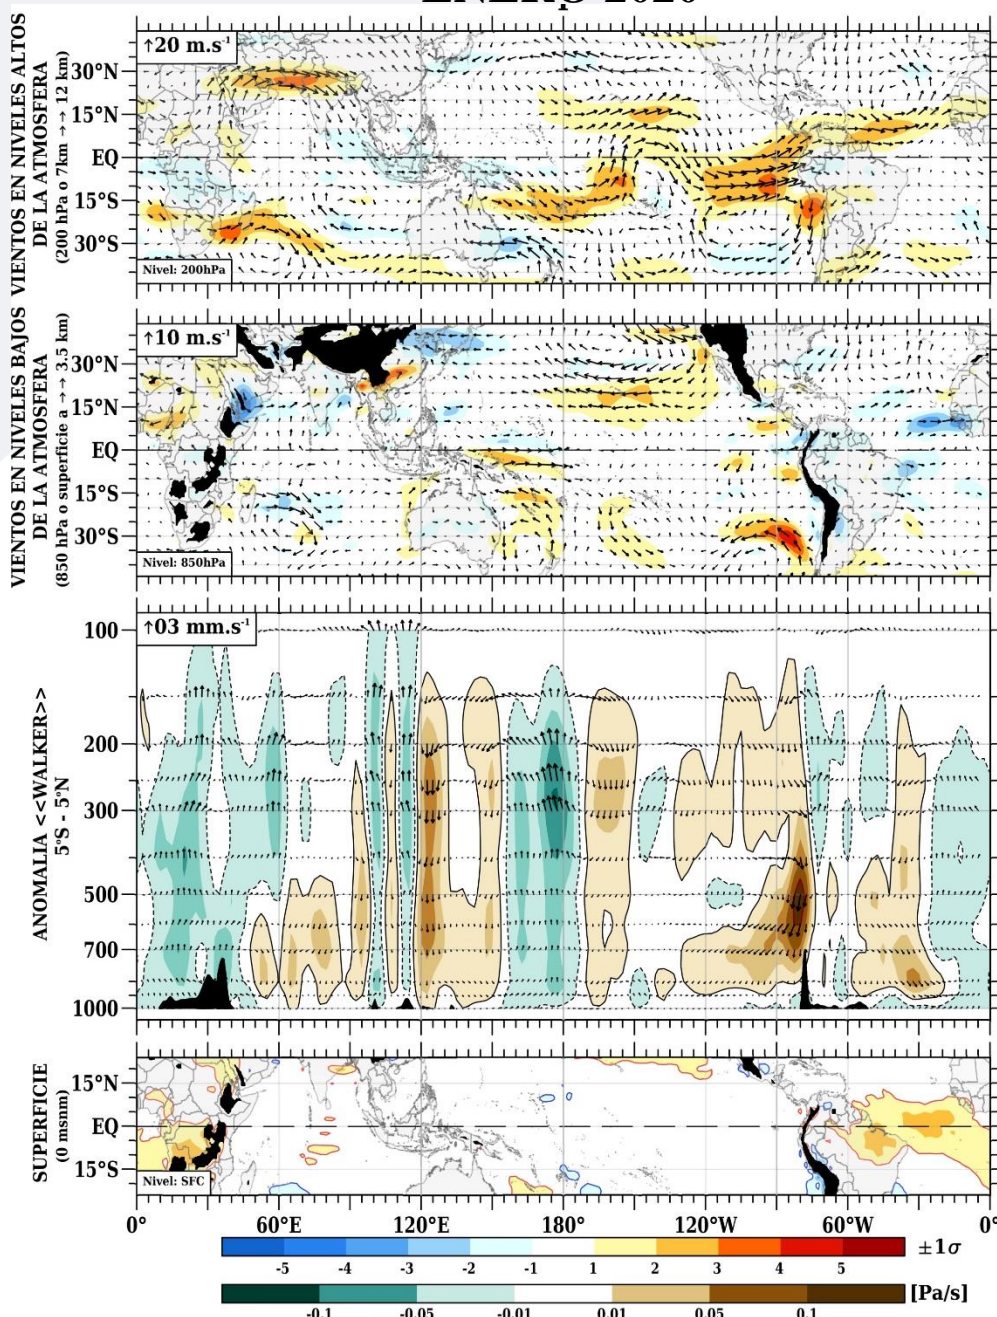 ENERO 2020
VIENTOS EN NIVELES ALTOS
DE LA ATMOSFERA
(200 hPa o 7km → → 12 km)
↑20 m.s⁻¹
30°N
15°N
EQ
15°S
30°S
Nivel: 200hPa
VIENTOS EN NIVELES BAJOS
DE LA ATMOSFERA
(850 hPa o superficie a → → 3.5 km)
↑10 m.s⁻¹
30°N
15°N
EQ
15°S
30°S
Nivel: 850hPa
ANOMALIA <<WALKER>>
5°S - 5°N
↑03 mm.s⁻¹
100
200
300
500
700
1000
SUPERFICIE
(0 msnm)
15°N
EQ
15°S
Nivel: SFC
0° 60°E 120°E 180° 120°W 60°W 0°
±1σ
-5 -4 -3 -2 -1 1 2 3 4 5
[Pa/s]
-0.1 -0.05 -0.01 0.01 0.05 0.1